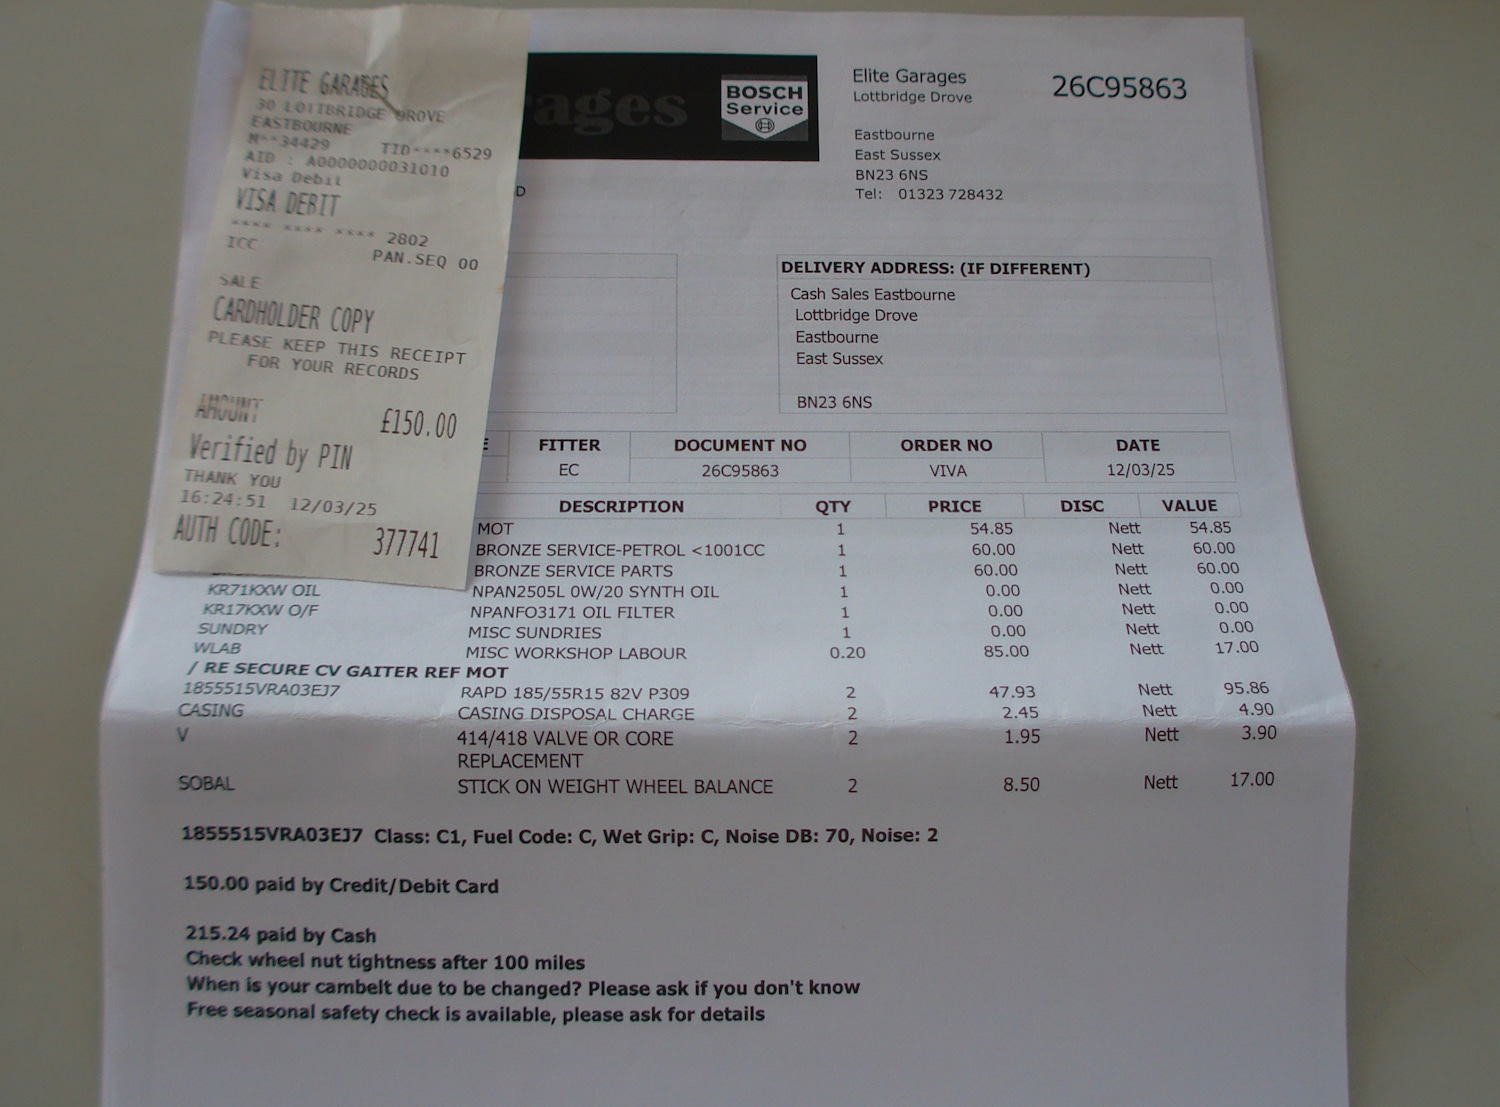 ELITE GARAGES
30 LOTTBRIDGE DROVE
EASTBOURNE
M**34429 TID****6529
AID : A0000000031010
Visa Debit
VISA DEBIT
**** **** **** 2802
ICC PAN.SEQ 00
SALE
CARDHOLDER COPY
PLEASE KEEP THIS RECEIPT
FOR YOUR RECORDS
AMOUNT £150.00
Verified by PIN
THANK YOU
16:24:51 12/03/25
AUTH CODE: 377741
rages
BOSCH
Service
D
Elite Garages
Lottbridge Drove
Eastbourne
East Sussex
BN23 6NS
Tel: 01323 728432
26C95863
DELIVERY ADDRESS: (IF DIFFERENT)
Cash Sales Eastbourne
Lottbridge Drove
Eastbourne
East Sussex
BN23 6NS
E FITTER DOCUMENT NO ORDER NO DATE
EC 26C95863 VIVA 12/03/25
DESCRIPTION QTY PRICE DISC VALUE
MOT 1 54.85 Nett 54.85
BRONZE SERVICE-PETROL <1001CC 1 60.00 Nett 60.00
BRONZE SERVICE PARTS 1 60.00 Nett 60.00
KR71KXW OIL NPAN2505L 0W/20 SYNTH OIL 1 0.00 Nett 0.00
KR17KXW O/F NPANFO3171 OIL FILTER 1 0.00 Nett 0.00
SUNDRY MISC SUNDRIES 1 0.00 Nett 0.00
WLAB MISC WORKSHOP LABOUR 0.20 85.00 Nett 17.00
/ RE SECURE CV GAITER REF MOT
1855515VRA03EJ7 RAPD 185/55R15 82V P309 2 47.93 Nett 95.86
CASING CASING DISPOSAL CHARGE 2 2.45 Nett 4.90
V 414/418 VALVE OR CORE 2 1.95 Nett 3.90
REPLACEMENT
SOBAL STICK ON WEIGHT WHEEL BALANCE 2 8.50 Nett 17.00
1855515VRA03EJ7 Class: C1, Fuel Code: C, Wet Grip: C, Noise DB: 70, Noise: 2
150.00 paid by Credit/Debit Card
215.24 paid by Cash
Check wheel nut tightness after 100 miles
When is your cambelt due to be changed? Please ask if you don't know
Free seasonal safety check is available, please ask for details